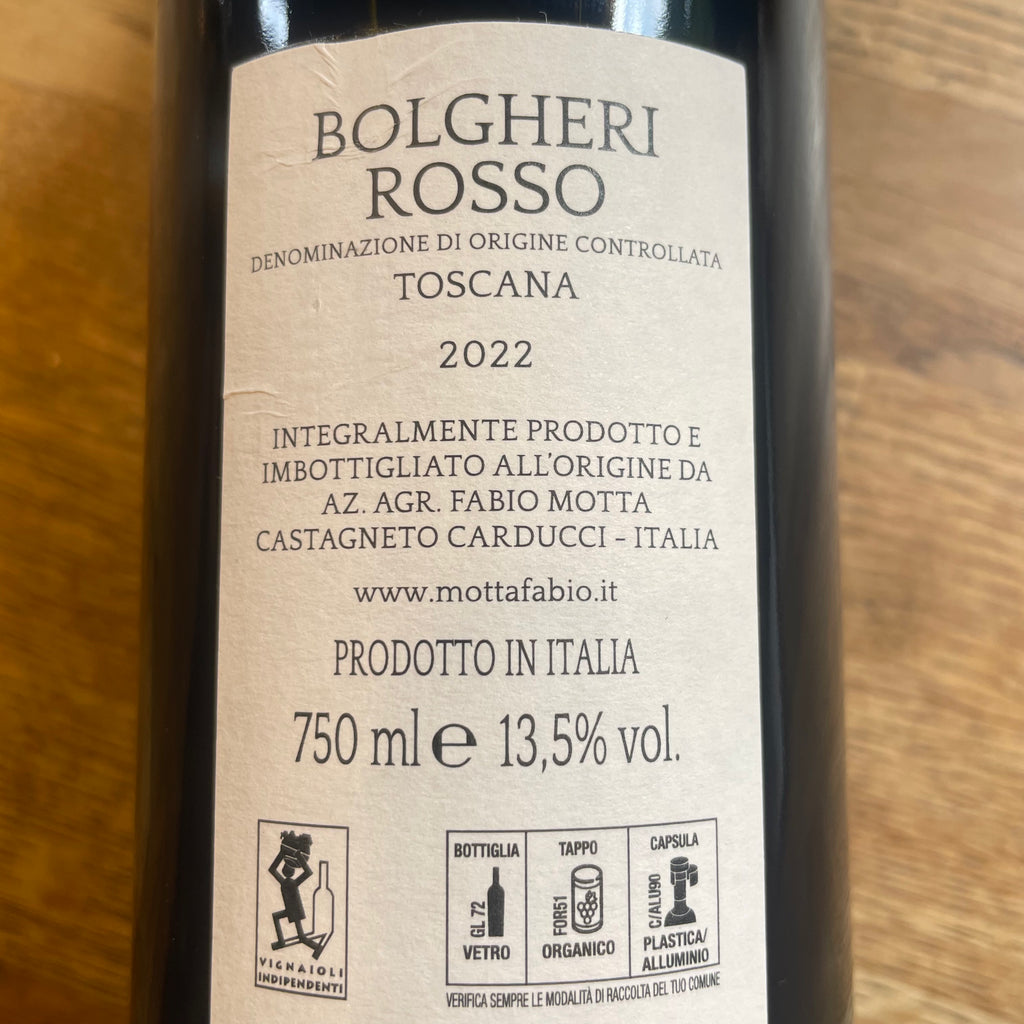 BOLGHERI
ROSSO
DENOMINAZIONE DI ORIGINE CONTROLLATA
TOSCANA
2022
INTEGRALMENTE PRODOTTO E
IMBOTTIGLIATO ALL'ORIGINE DA
AZ. AGR. FABIO MOTTA
CASTAGNETO CARDUCCI - ITALIA
www.mottafabio.it
PRODOTTO IN ITALIA
750 ml e 13,5% vol.
VIGNAIOLI
INDIPENDENTI
BOTTIGLIA
GL 72
VETRO
TAPPO
FOR51
ORGANICO
CAPSULA
C/ALU90
PLASTICA/
ALLUMINIO
VERIFICA SEMPRE LE MODALITÀ DI RACCOLTA DEL TUO COMUNE